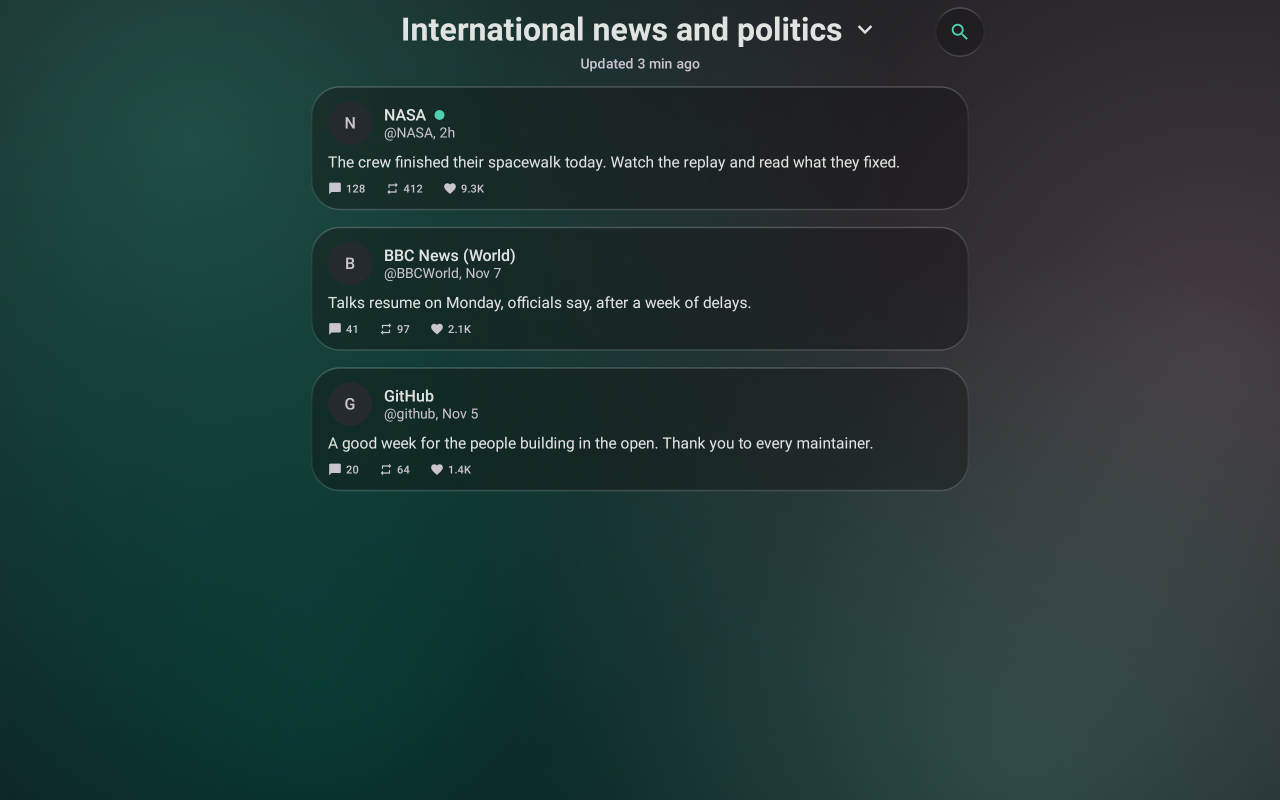 International news and politics
Updated 3 min ago
N
NASA
@NASA, 2h
The crew finished their spacewalk today. Watch the replay and read what they fixed.
128 412 9.3K
B
BBC News (World)
@BBCWorld, Nov 7
Talks resume on Monday, officials say, after a week of delays.
41 97 2.1K
G
GitHub
@github, Nov 5
A good week for the people building in the open. Thank you to every maintainer.
20 64 1.4K